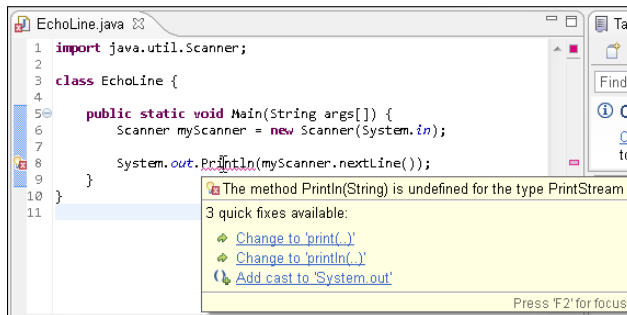 EchoLine.java
Ta
1 import java.util.Scanner;
2
3 class EchoLine {
4
5 public static void Main(String args[]) {
6 Scanner myScanner = new Scanner(System.in);
7
8 System.out.Println(myScanner.nextLine());
9 }
10 }
11
Find
The method Println(String) is undefined for the type PrintStream
3 quick fixes available:
Change to 'print(..)'
Change to 'println(..)'
Add cast to 'System.out'
Press 'F2' for focus